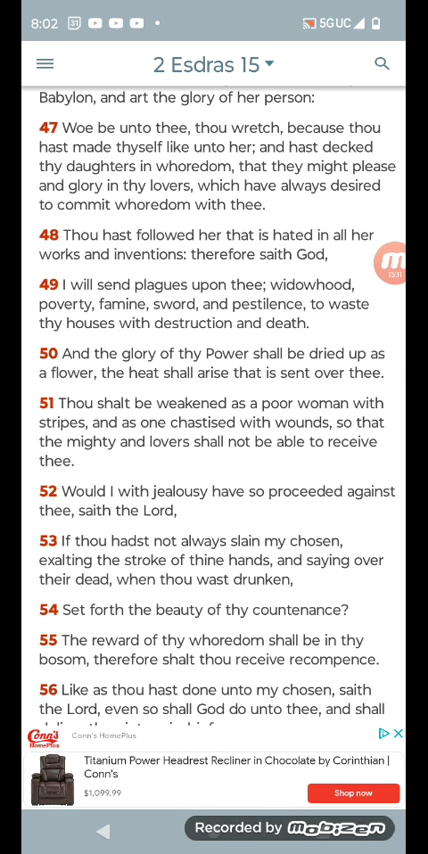 8:02 31 5G UC
2 Esdras 15
Babylon, and art the glory of her person:
47 Woe be unto thee, thou wretch, because thou
hast made thyself like unto her; and hast decked
thy daughters in whoredom, that they might please
and glory in thy lovers, which have always desired
to commit whoredom with thee.
48 Thou hast followed her that is hated in all her
works and inventions: therefore saith God,
15:11
49 I will send plagues upon thee; widowhood,
poverty, famine, sword, and pestilence, to waste
thy houses with destruction and death.
50 And the glory of thy Power shall be dried up as
a flower, the heat shall arise that is sent over thee.
51 Thou shalt be weakened as a poor woman with
stripes, and as one chastised with wounds, so that
the mighty and lovers shall not be able to receive
thee.
52 Would I with jealousy have so proceeded against
thee, saith the Lord,
53 If thou hadst not always slain my chosen,
exalting the stroke of thine hands, and saying over
their dead, when thou wast drunken,
54 Set forth the beauty of thy countenance?
55 The reward of thy whoredom shall be in thy
bosom, therefore shalt thou receive recompence.
56 Like as thou hast done unto my chosen, saith
the Lord, even so shall God do unto thee, and shall
Conn's HomePlus
Conn's HomePlus
Titanium Power Headrest Recliner in Chocolate by Corinthian |
Conn's
$1,099.99
Shop now
Recorded by mobizen